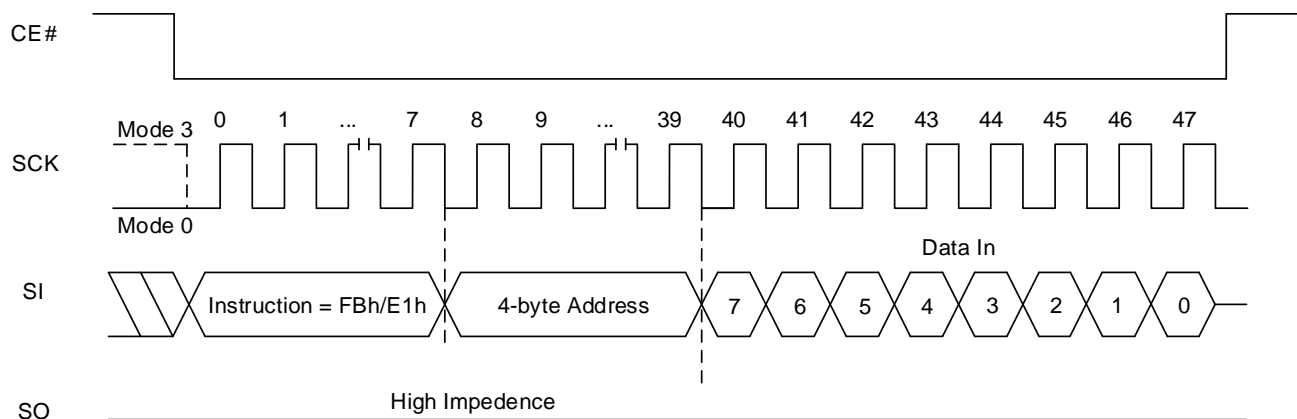 CE#
0 1 ... 7 8 9 ... 39 40 41 42 43 44 45 46 47
Mode 3
SCK
Mode 0
Data In
SI
Instruction = FBh/E1h 4-byte Address 7 6 5 4 3 2 1 0
High Impedence
SO